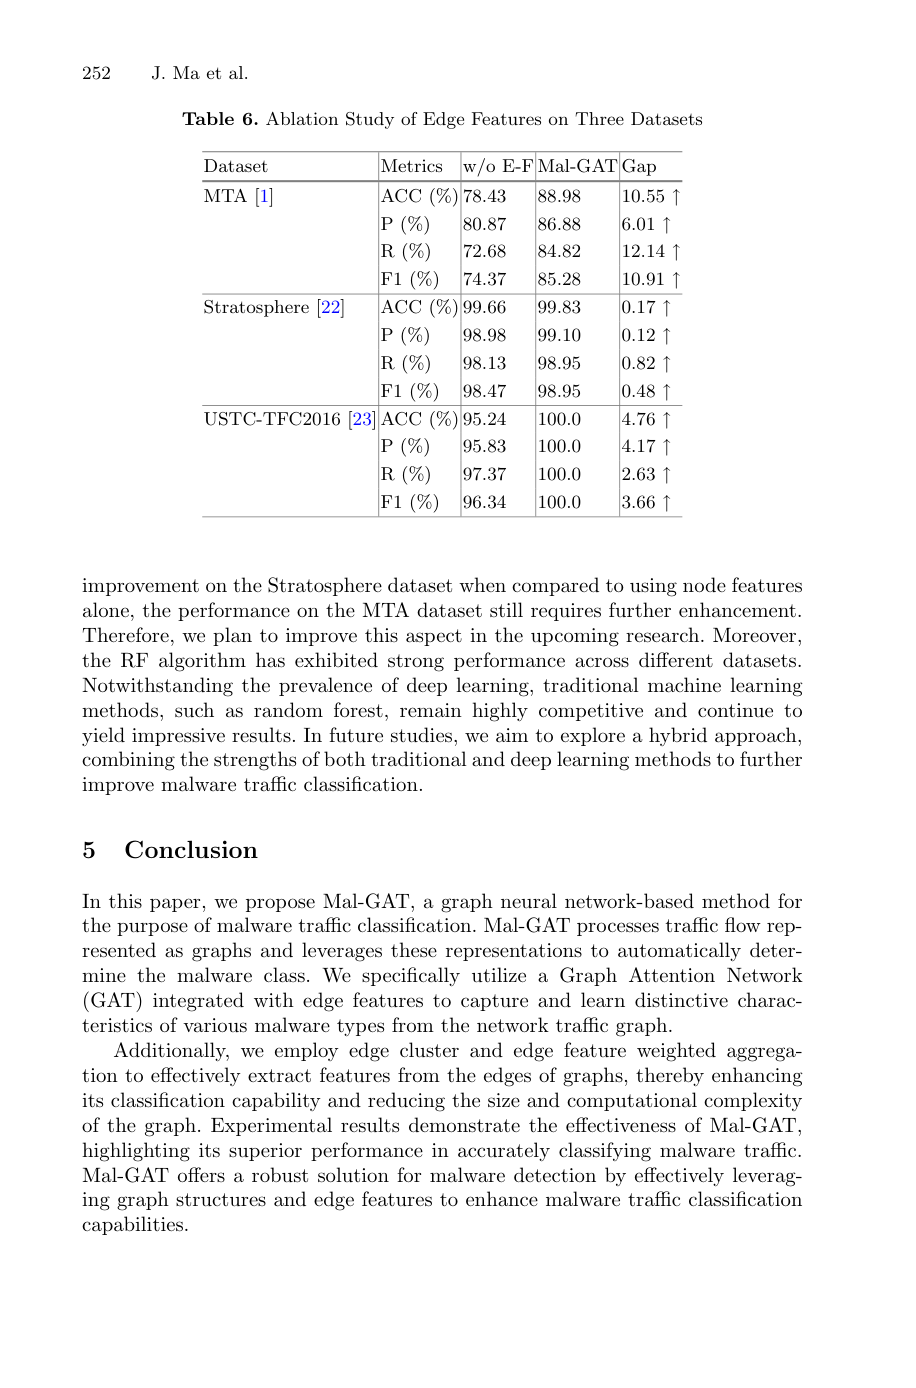 252 J. Ma et al.
Table 6. Ablation Study of Edge Features on Three Datasets
Dataset Metrics w/o E-F Mal-GAT Gap
MTA [1] ACC (%) 78.43 88.98 10.55 ↑
P (%) 80.87 86.88 6.01 ↑
R (%) 72.68 84.82 12.14 ↑
F1 (%) 74.37 85.28 10.91 ↑
Stratosphere [22] ACC (%) 99.66 99.83 0.17 ↑
P (%) 98.98 99.10 0.12 ↑
R (%) 98.13 98.95 0.82 ↑
F1 (%) 98.47 98.95 0.48 ↑
USTC-TFC2016 [23] ACC (%) 95.24 100.0 4.76 ↑
P (%) 95.83 100.0 4.17 ↑
R (%) 97.37 100.0 2.63 ↑
F1 (%) 96.34 100.0 3.66 ↑
improvement on the Stratosphere dataset when compared to using node features
alone, the performance on the MTA dataset still requires further enhancement.
Therefore, we plan to improve this aspect in the upcoming research. Moreover,
the RF algorithm has exhibited strong performance across different datasets.
Notwithstanding the prevalence of deep learning, traditional machine learning
methods, such as random forest, remain highly competitive and continue to
yield impressive results. In future studies, we aim to explore a hybrid approach,
combining the strengths of both traditional and deep learning methods to further
improve malware traffic classification.
5 Conclusion
In this paper, we propose Mal-GAT, a graph neural network-based method for
the purpose of malware traffic classification. Mal-GAT processes traffic flow rep-
resented as graphs and leverages these representations to automatically deter-
mine the malware class. We specifically utilize a Graph Attention Network
(GAT) integrated with edge features to capture and learn distinctive charac-
teristics of various malware types from the network traffic graph.
Additionally, we employ edge cluster and edge feature weighted aggrega-
tion to effectively extract features from the edges of graphs, thereby enhancing
its classification capability and reducing the size and computational complexity
of the graph. Experimental results demonstrate the effectiveness of Mal-GAT,
highlighting its superior performance in accurately classifying malware traffic.
Mal-GAT offers a robust solution for malware detection by effectively leverag-
ing graph structures and edge features to enhance malware traffic classification
capabilities.